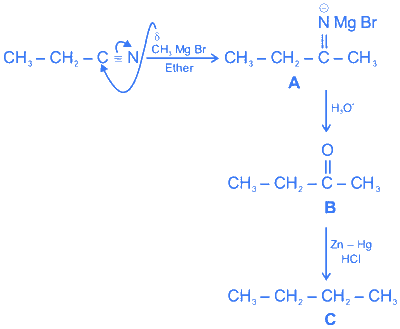 ⊖
N Mg Br
δ
CH₃ – CH₂ – C ≡ N
CH₃ Mg Br
Ether
CH₃ – CH₂ – C – CH₃
A
H₃O⁺
O
CH₃ – CH₂ – C – CH₃
B
Zn – Hg
HCl
CH₃ – CH₂ – CH₂ – CH₃
C